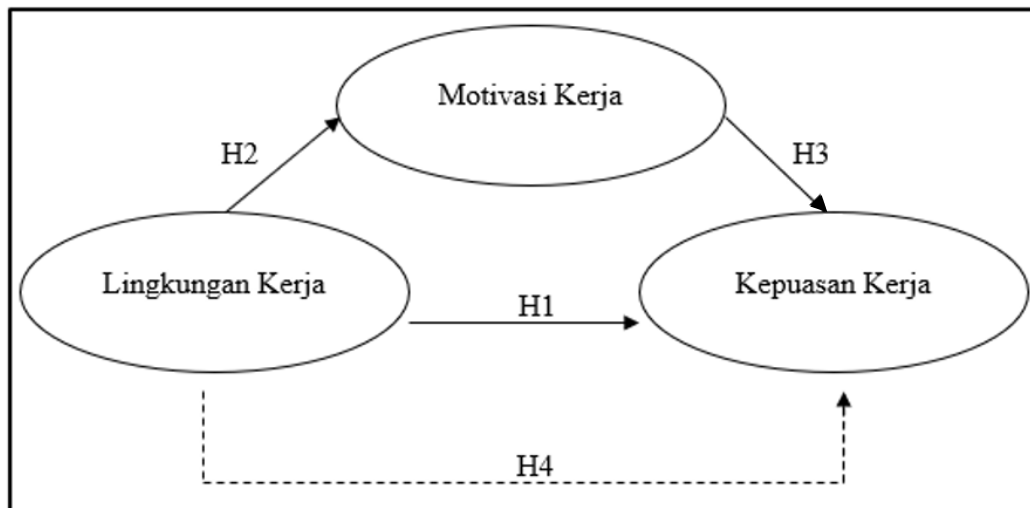 Motivasi Kerja
H2
H3
Lingkungan Kerja
Kepuasan Kerja
H1
H4